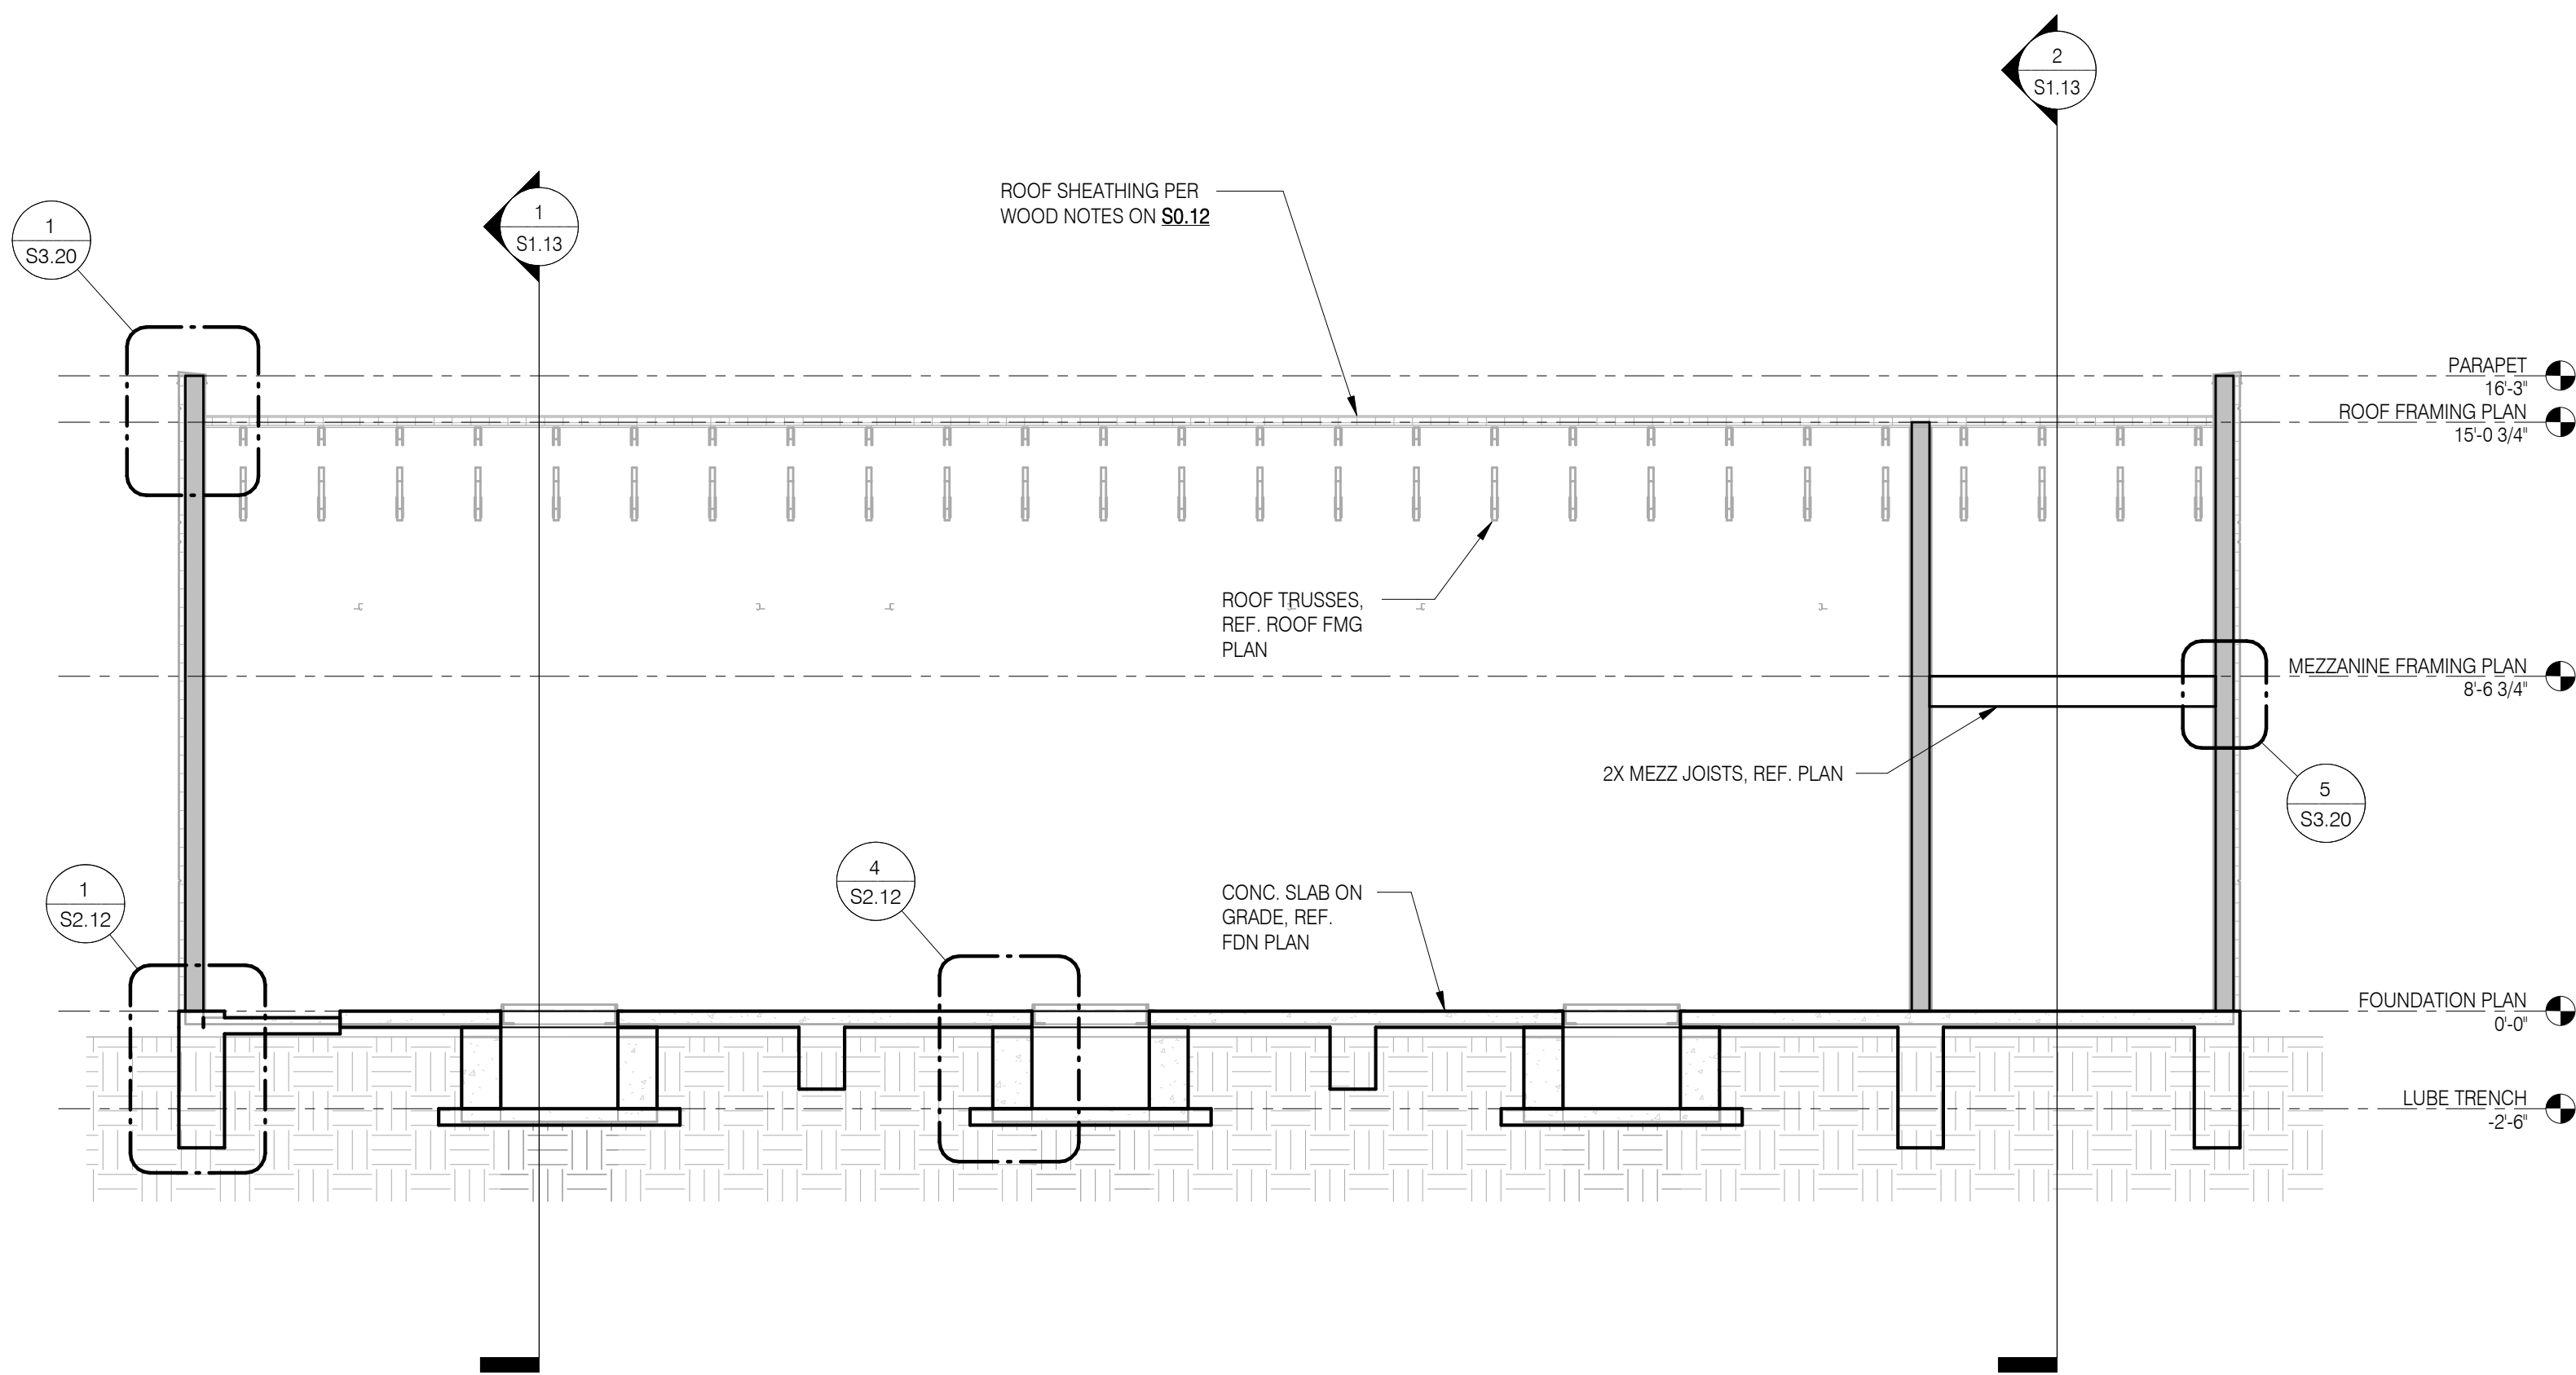 2
S1.13
1
S1.13
1
S3.20
ROOF SHEATHING PER
WOOD NOTES ON S0.12
PARAPET
16'-3"
ROOF FRAMING PLAN
15'-0 3/4"
ROOF TRUSSES,
REF. ROOF FMG
PLAN
MEZZANINE FRAMING PLAN
8'-6 3/4"
2X MEZZ JOISTS, REF. PLAN
5
S3.20
1
S2.12
4
S2.12
CONC. SLAB ON
GRADE, REF.
FDN PLAN
FOUNDATION PLAN
0'-0"
LUBE TRENCH
-2'-6"